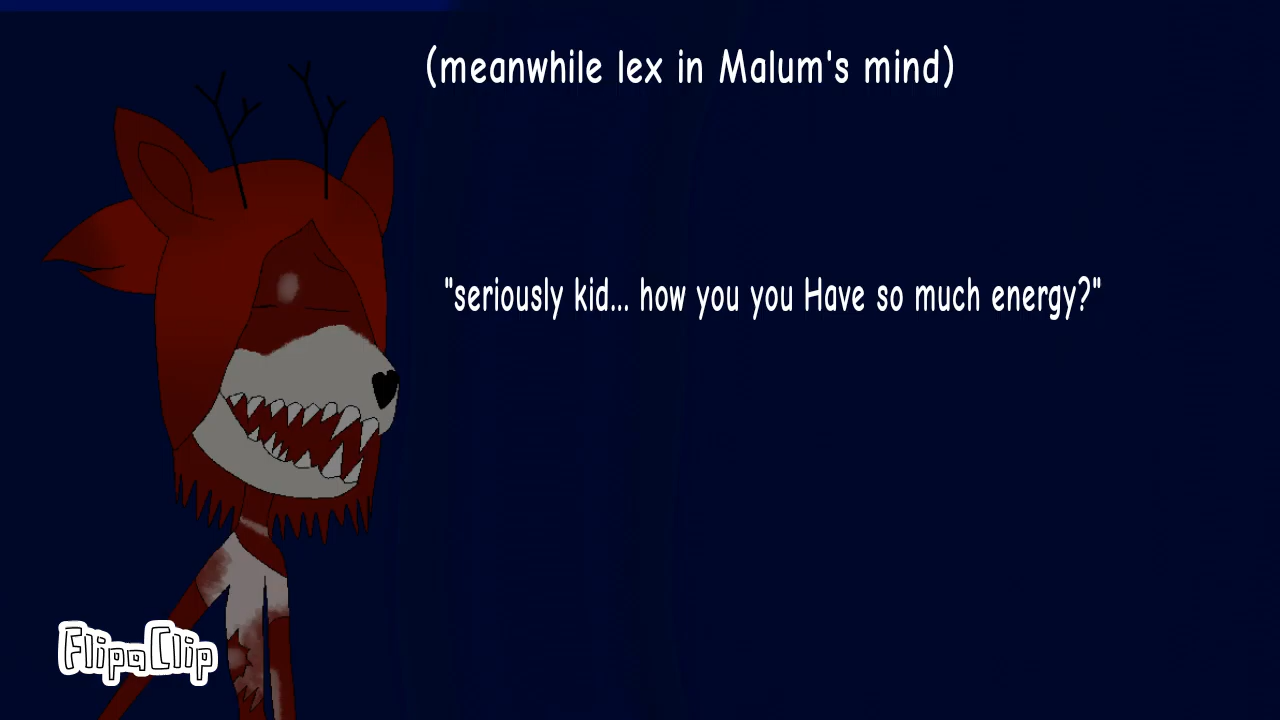 (meanwhile lex in Malum's mind)
"seriously kid... how you you Have so much energy?"
FlipaClip